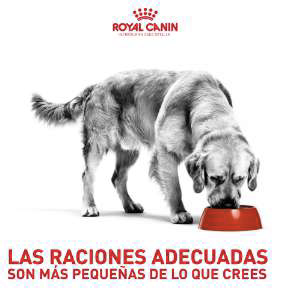 ROYAL CANIN
LAS RACIONES ADECUADAS
SON MÁS PEQUEÑAS DE LO QUE CREES